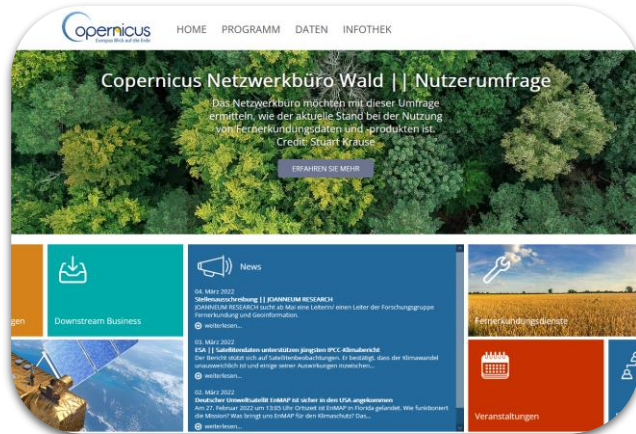 Copernicus
Europas Blick auf die Erde
HOME PROGRAMM DATEN INFOTHEK
Copernicus Netzwerkbüro Wald || Nutzerumfrage
Das Netzwerkbüro möchten mit dieser Umfrage
ermitteln, wie der aktuelle Stand bei der Nutzung
von Fernerkundungsdaten und -produkten ist.
Credit: Stuart Krause
ERFAHREN SIE MEHR
gen
Downstream Business
News
04. März 2022
Stellenausschreibung || JOANNEUM RESEARCH
JOANNEUM RESEARCH sucht ab Mai eine Leiterin/ einen Leiter der Forschungsgruppe
Fernerkundung und Geoinformation.
weiterlesen...
03. März 2022
ESA || Satellitendaten unterstützen jüngsten IPCC-Klimabericht
Der Bericht stützt sich auf Satellitenbeobachtungen. Er bestätigt, dass der Klimawandel
unausweichlich ist und einige seiner Auswirkungen inzwischen...
weiterlesen...
02. März 2022
Deutscher Umweltsatellit EnMAP ist sicher in den USA angekommen
Am 27. Februar 2022 um 13:05 Uhr Ortszeit ist EnMAP in Florida gelandet. Wie funktioniert
die Mission? Was bringt uns EnMAP für den Klimaschutz? Das...
weiterlesen...
Fernerkundungsdienste
Veranstaltungen